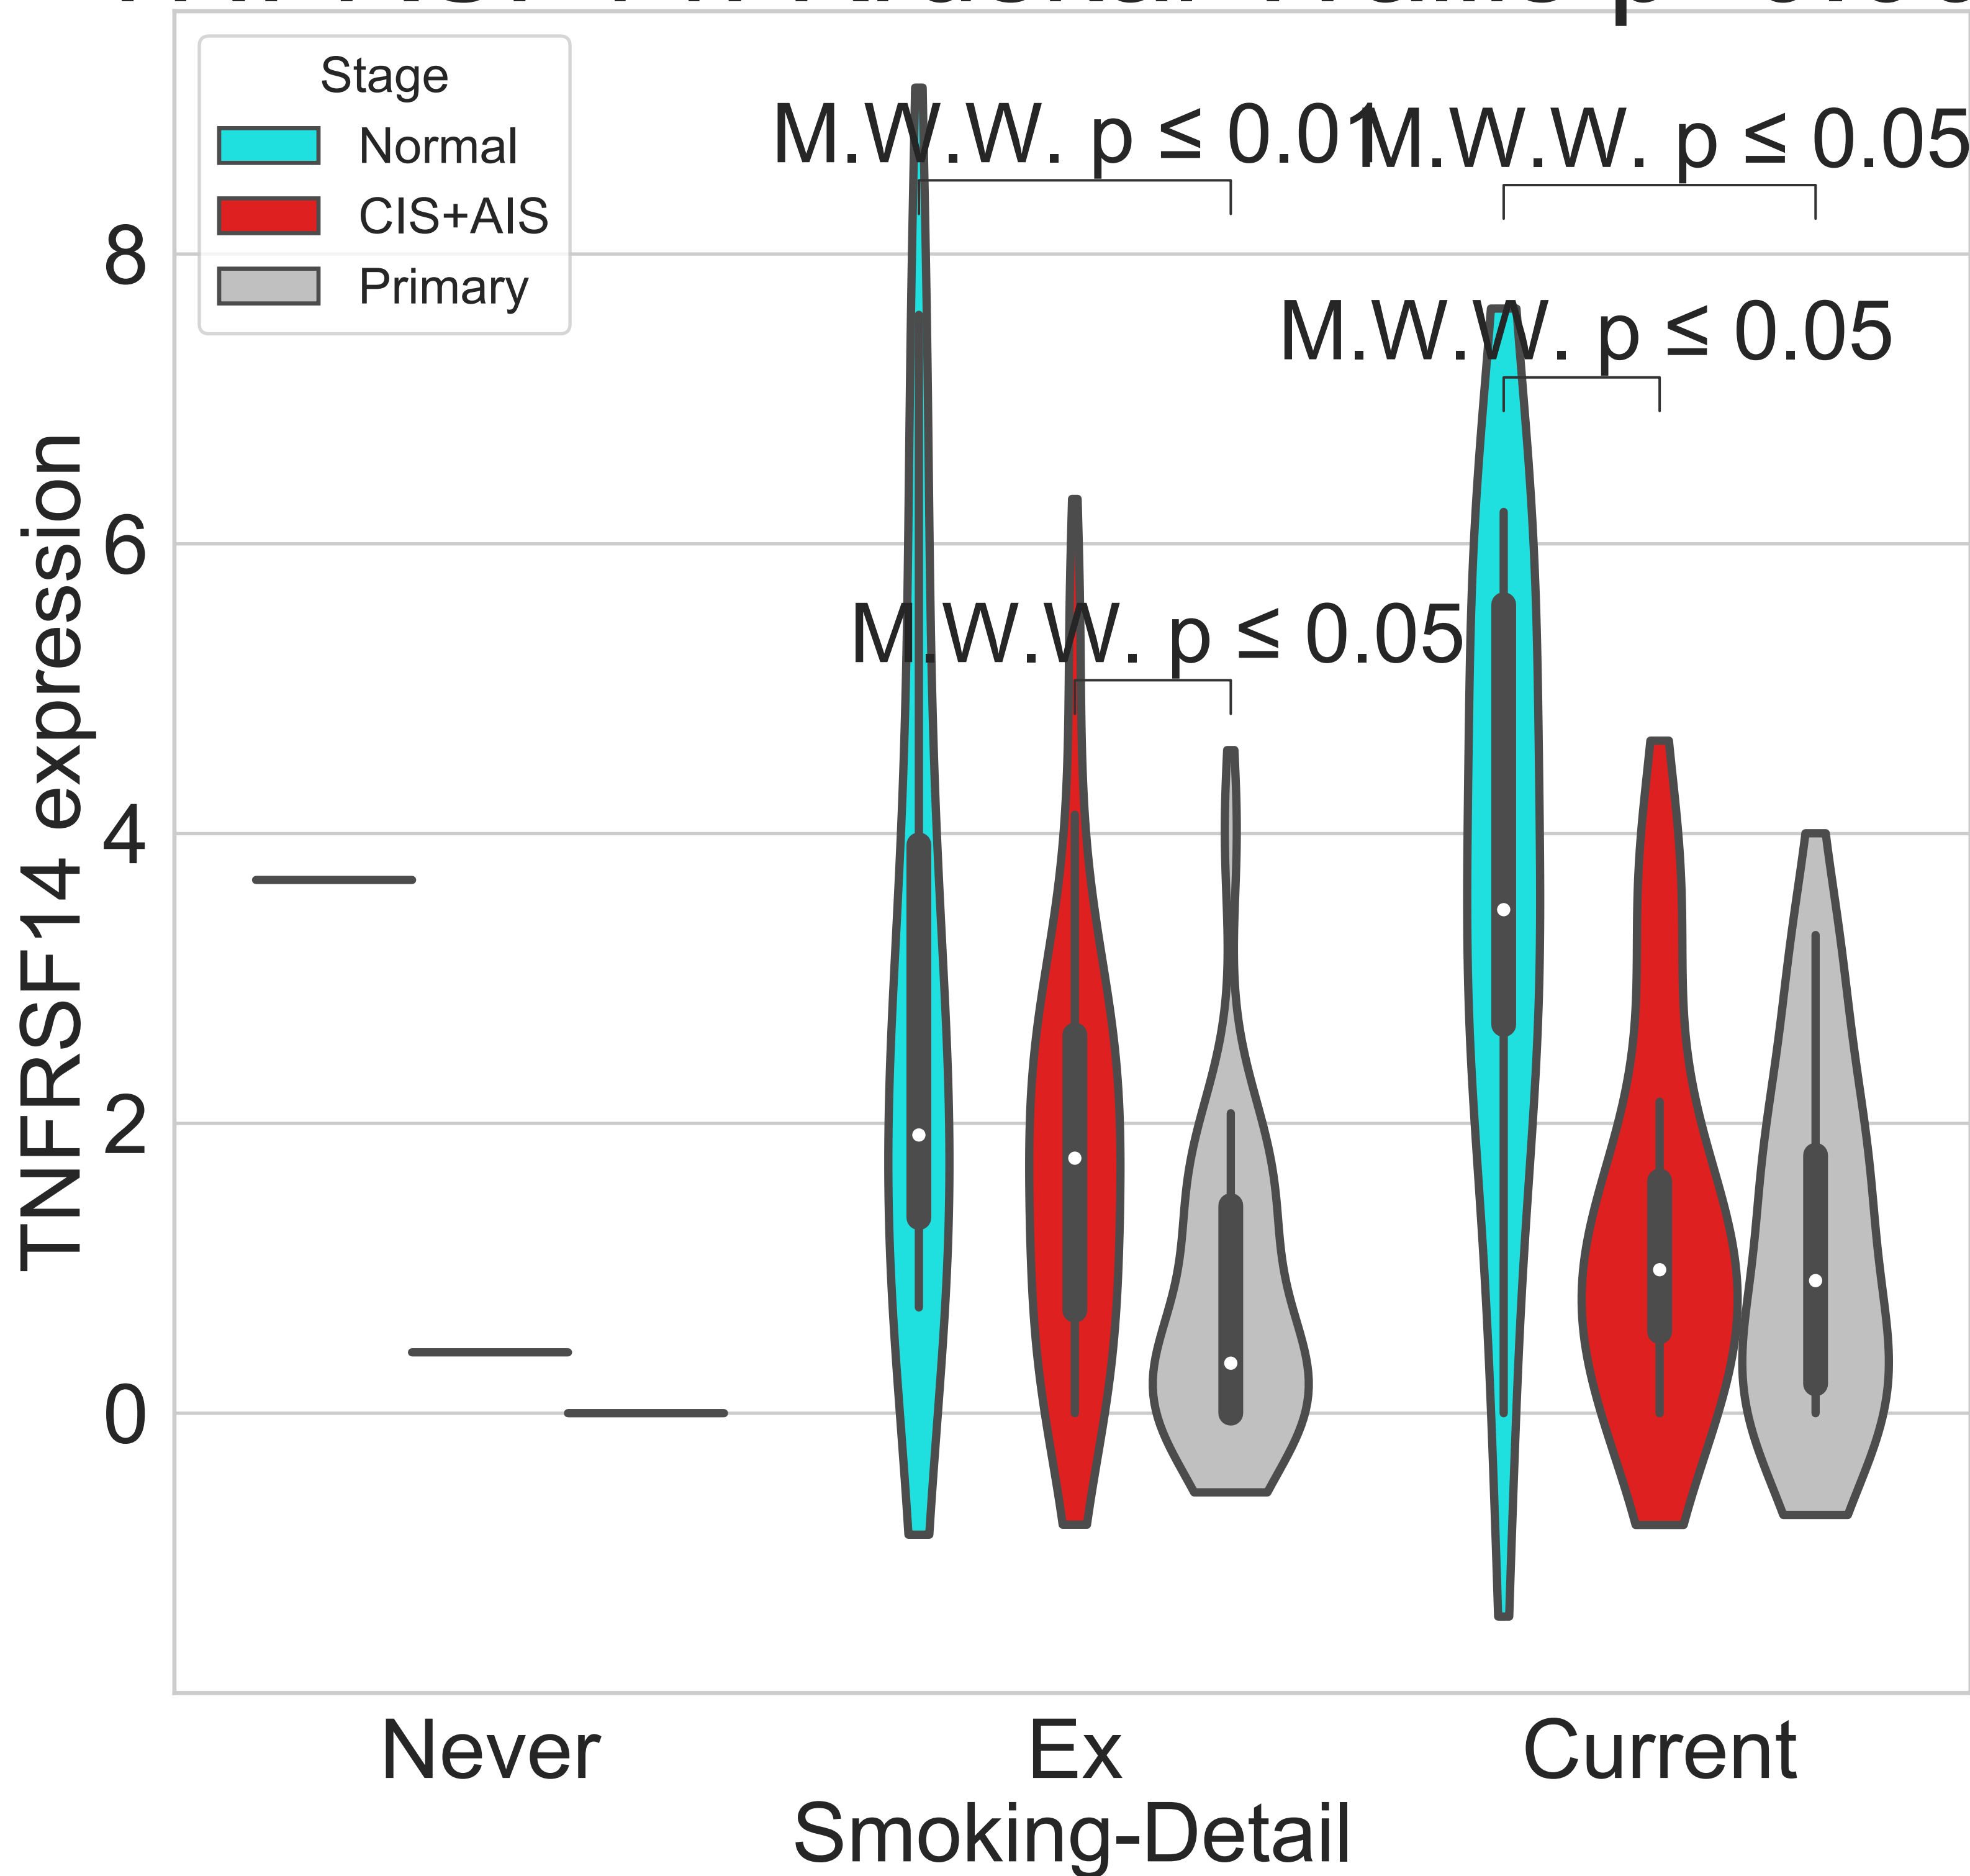 Stage
Normal
CIS+AIS
Primary
M.W.W. p ≤ 0.01
M.W.W. p ≤ 0.05
M.W.W. p ≤ 0.05
M.W.W. p ≤ 0.05
TNFRSF14 expression
8
6
4
2
0
Never
Ex
Current
Smoking-Detail